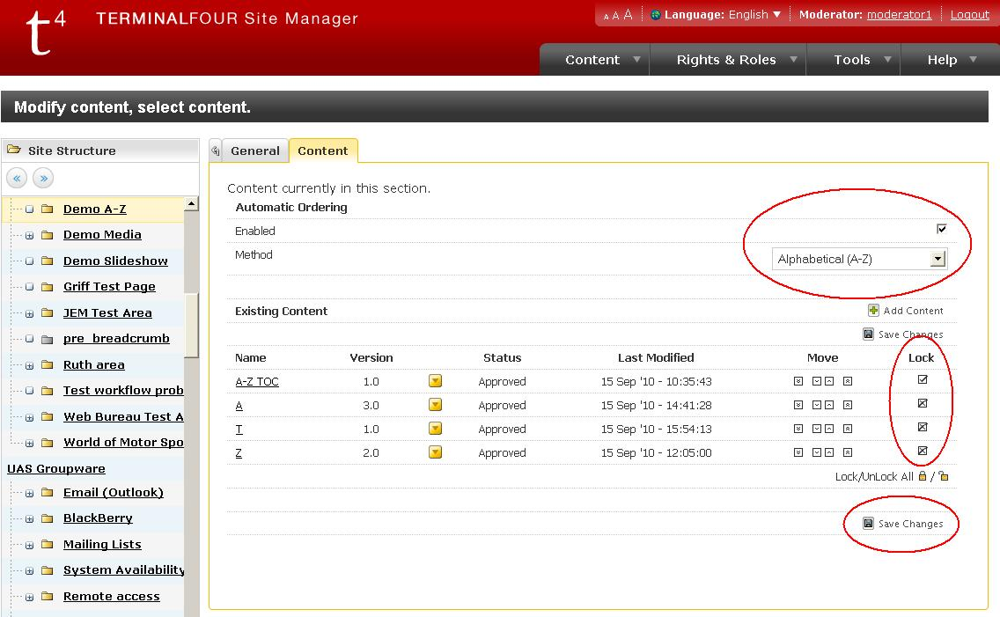 t4 TERMINALFOUR Site Manager
A A A Language: English Moderator: moderator1 Logout
Content Rights & Roles Tools Help
Modify content, select content.
Site Structure
« »
Demo A-Z
Demo Media
Demo Slideshow
Griff Test Page
JEM Test Area
pre_breadcrumb
Ruth area
Test workflow prob
Web Bureau Test A
World of Motor Spo
UAS Groupware
Email (Outlook)
BlackBerry
Mailing Lists
System Availability
Remote access
General Content
Content currently in this section.
Automatic Ordering
Enabled
Method Alphabetical (A-Z)
Existing Content Add Content
Save Changes
Name Version Status Last Modified Move Lock
A-Z TOC 1.0 Approved 15 Sep '10 - 10:35:43
A 3.0 Approved 15 Sep '10 - 14:41:28
T 1.0 Approved 15 Sep '10 - 15:54:13
Z 2.0 Approved 15 Sep '10 - 12:05:00
Lock/UnLock All /
Save Changes